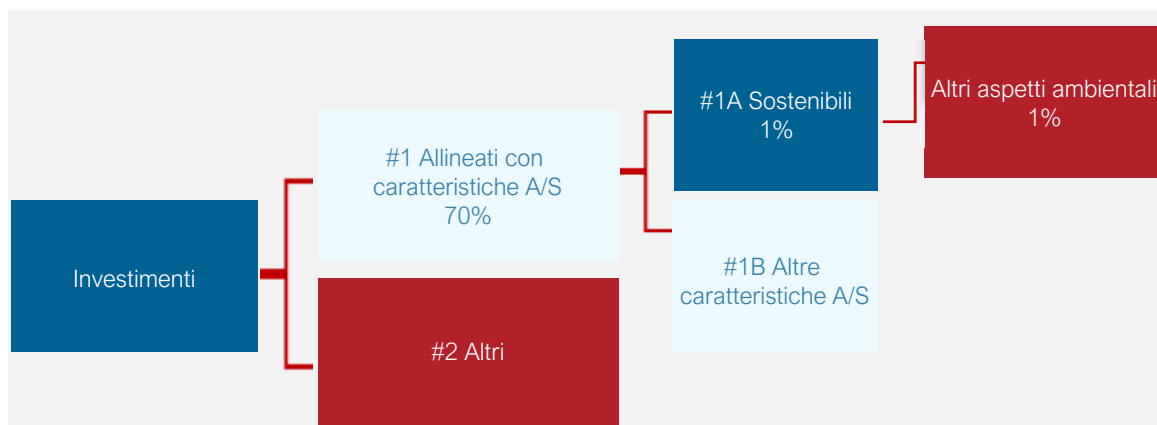 Investimenti
#1 Allineati con
caratteristiche A/S
70%
#2 Altri
#1A Sostenibili
1%
#1B Altre
caratteristiche A/S
Altri aspetti ambientali
1%